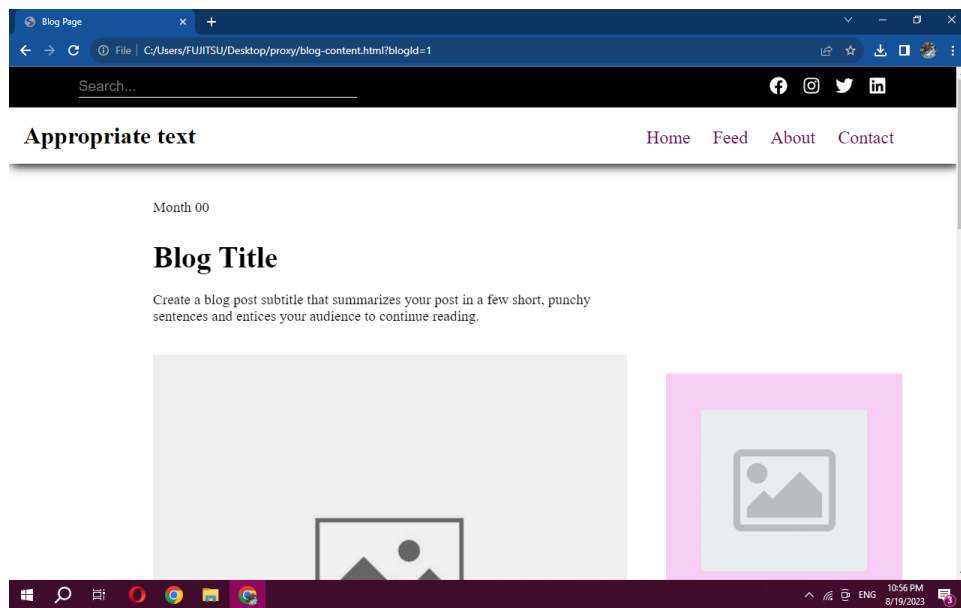 Blog Page
File
C:/Users/FUJITSU/Desktop/proxy/blog-content.html?blogId=1
Search...
Appropriate text
Home Feed About Contact
Month 00
Blog Title
Create a blog post subtitle that summarizes your post in a few short, punchy
sentences and entices your audience to continue reading.
ENG
10:56 PM
8/19/2023
3